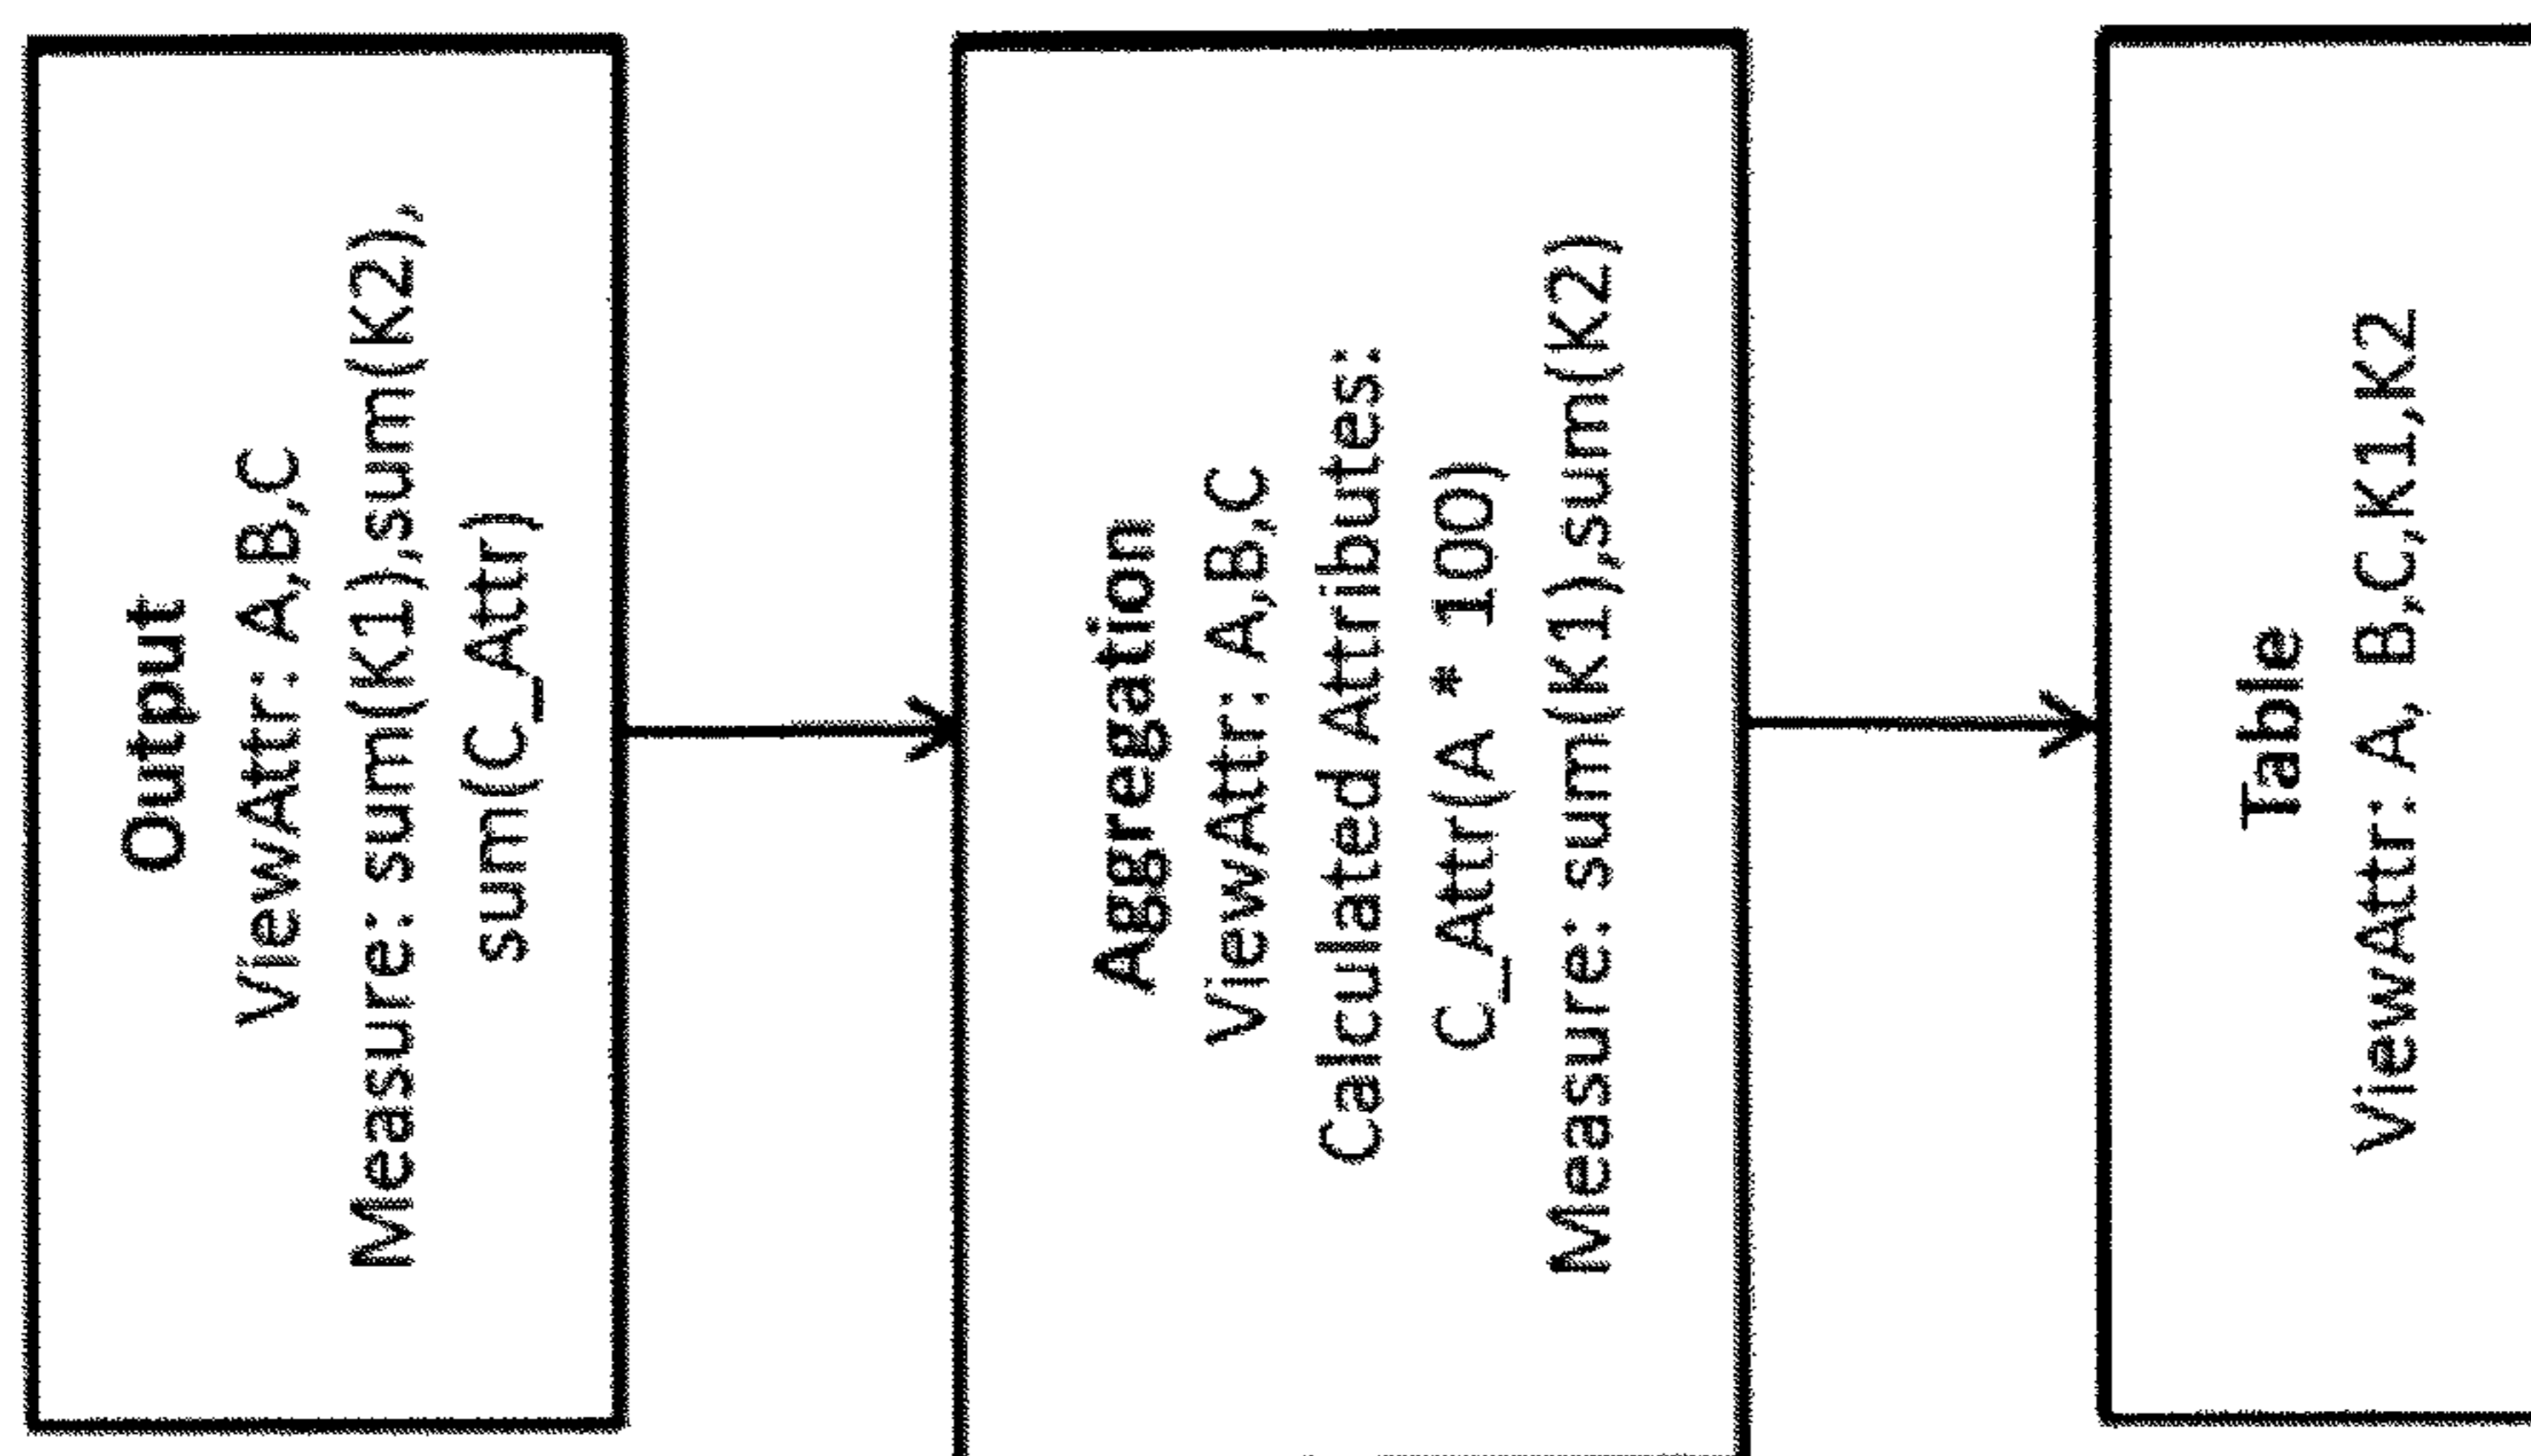 Output
ViewAttr: A,B,C
Measure: sum(K1),sum(K2),
sum(C_Attr)
Aggregation
ViewAttr: A,B,C
Calculated Attributes:
C_Attr(A * 100)
Measure: sum(K1),sum(K2)
Table
ViewAttr: A, B,C,K1,K2